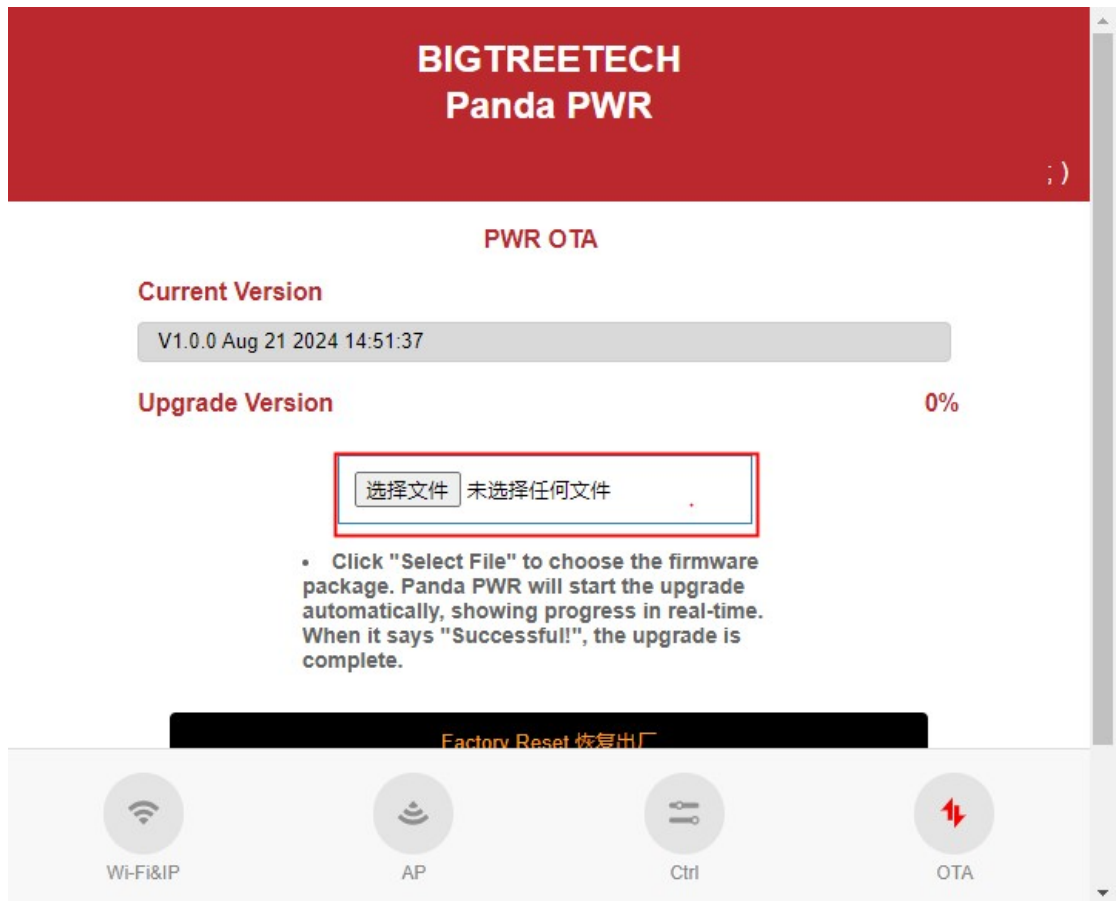 BIGTREETECH
Panda PWR
; )
PWR OTA
Current Version
V1.0.0 Aug 21 2024 14:51:37
Upgrade Version 0%
选择文件 未选择任何文件
• Click "Select File" to choose the firmware
package. Panda PWR will start the upgrade
automatically, showing progress in real-time.
When it says "Successful!", the upgrade is
complete.
Factory Reset 恢复出厂
Wi-Fi&IP AP Ctrl OTA